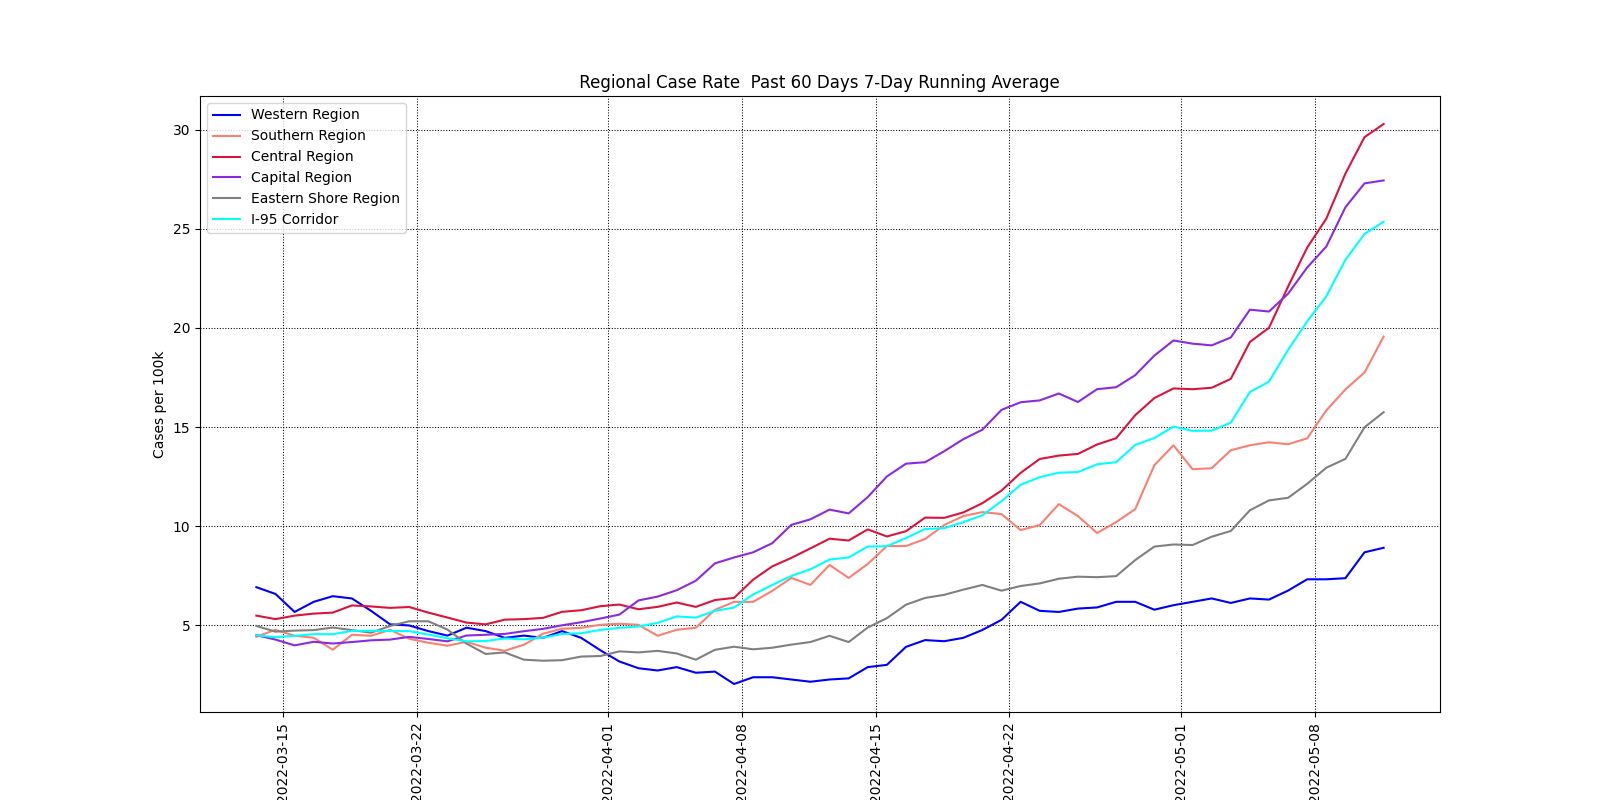 Regional Case Rate  Past 60 Days 7-Day Running Average
Western Region
Southern Region
Central Region
Capital Region
Eastern Shore Region
I-95 Corridor
Cases per 100k
30
25
20
15
10
5
2022-03-15
2022-03-22
2022-04-01
2022-04-08
2022-04-15
2022-04-22
2022-05-01
2022-05-08